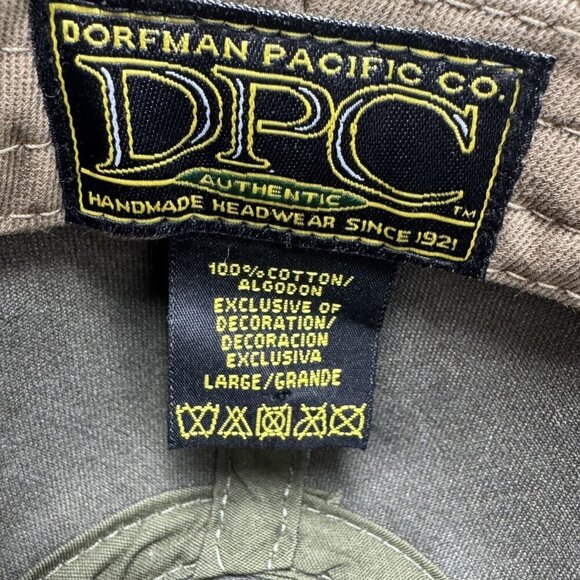 DORFMAN PACIFIC CO.
DPC
AUTHENTIC
TM
HANDMADE HEADWEAR SINCE 1921
100% COTTON/
ALGODON
EXCLUSIVE OF
DECORATION/
DECORACION
EXCLUSIVA
LARGE/GRANDE